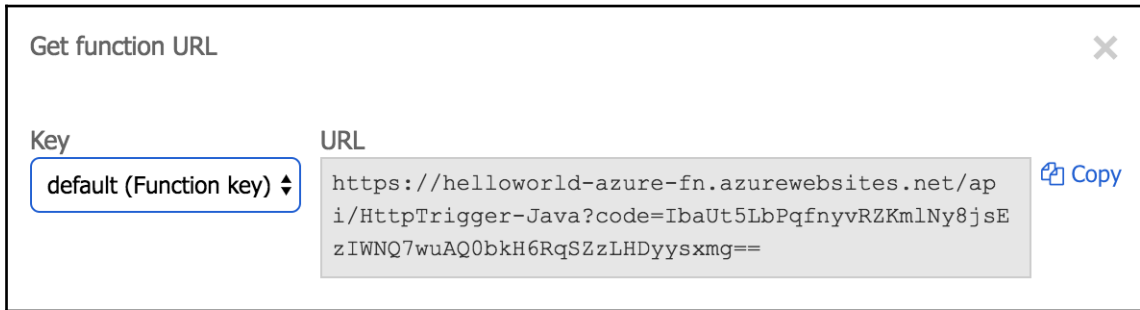 Get function URL
Key
URL
default (Function key)
https://helloworld-azure-fn.azurewebsites.net/ap
i/HttpTrigger-Java?code=IbaUt5LbPqfnyvRZKmlNy8jsE
zIWNQ7wuAQ0bkH6RqSZzLHDyysxmg==
Copy